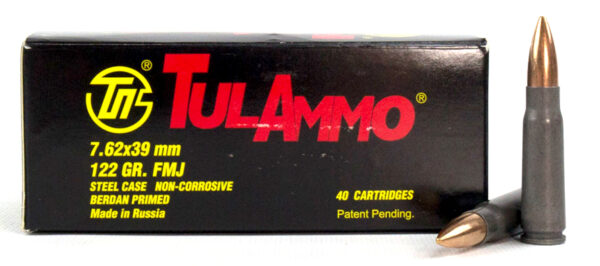 TULAMMO®
7.62x39 mm
122 GR. FMJ
STEEL CASE NON-CORROSIVE
BERDAN PRIMED
Made in Russia
40 CARTRIDGES
Patent Pending.